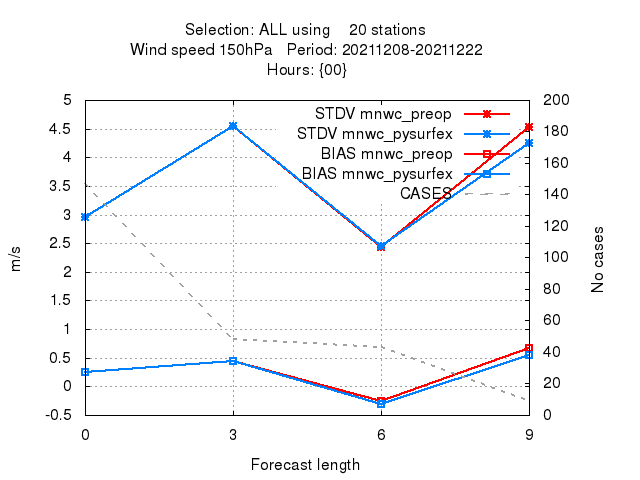 Selection: ALL using    20 stations
Wind speed 150hPa   Period: 20211208-20211222
Hours: {00}
STDV mnwc_preop
STDV mnwc_pysurfex
BIAS mnwc_preop
BIAS mnwc_pysurfex
CASES
5
4.5
4
3.5
3
2.5
2
1.5
1
0.5
0
-0.5
m/s
200
180
160
140
120
100
80
60
40
20
0
No cases
0 3 6 9
Forecast length